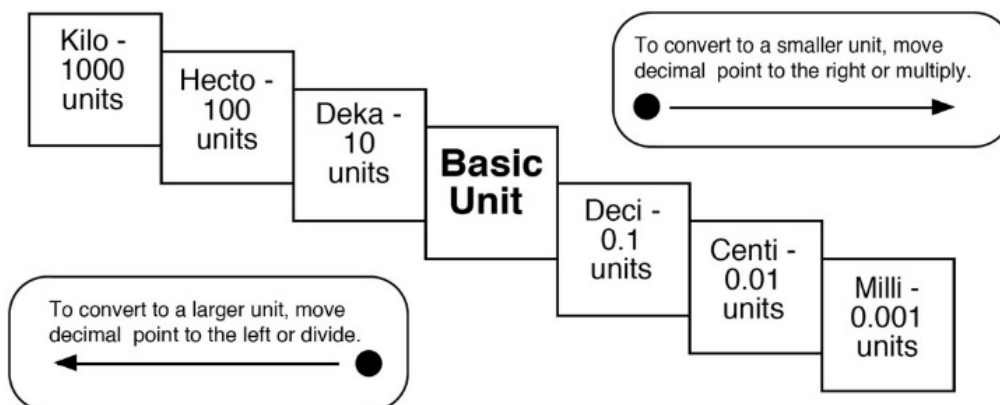 Kilo -
1000
units
Hecto -
100
units
Deka -
10
units
Basic
Unit
Deci -
0.1
units
Centi -
0.01
units
Milli -
0.001
units
To convert to a smaller unit, move
decimal point to the right or multiply.
To convert to a larger unit, move
decimal point to the left or divide.